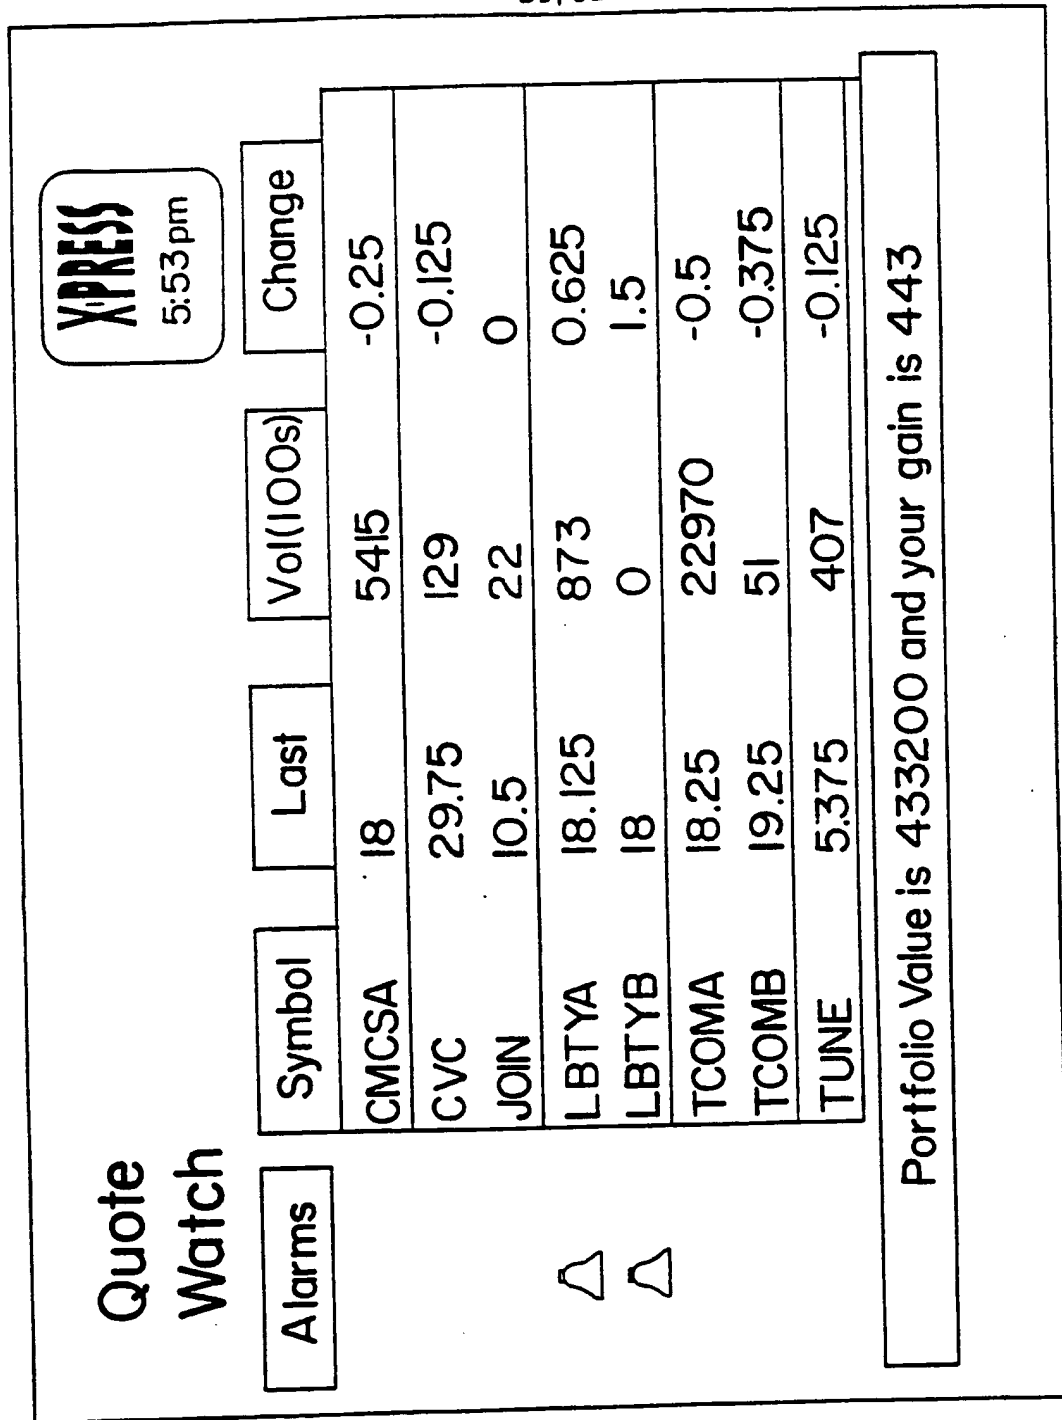 Quote
Watch
X·PRESS
5:53pm
Alarms Symbol Last Vol(100s) Change
CMCSA 18 5415 -0.25
CVC 29.75 129 -0.125
JOIN 10.5 22 0
LBTYA 18.125 873 0.625
LBTYB 18 0 1.5
TCOMA 18.25 22970 -0.5
TCOMB 19.25 51 -0.375
TUNE 5.375 407 -0.125
Portfolio Value is 433200 and your gain is 443